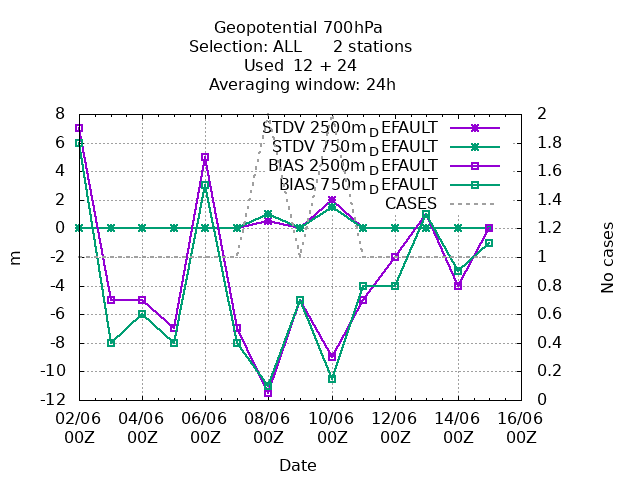 Geopotential 700hPa
Selection: ALL      2 stations
Used  12 + 24
Averaging window: 24h
8
6
4
2
0
-2
-4
-6
-8
-10
-12
m
2
1.8
1.6
1.4
1.2
1
0.8
0.6
0.4
0.2
0
No cases
STDV 2500m_DEFAULT
STDV 750m_DEFAULT
BIAS 2500m_DEFAULT
BIAS 750m_DEFAULT
CASES
02/06 04/06 06/06 08/06 10/06 12/06 14/06 16/06
00Z 00Z 00Z 00Z 00Z 00Z 00Z 00Z
Date